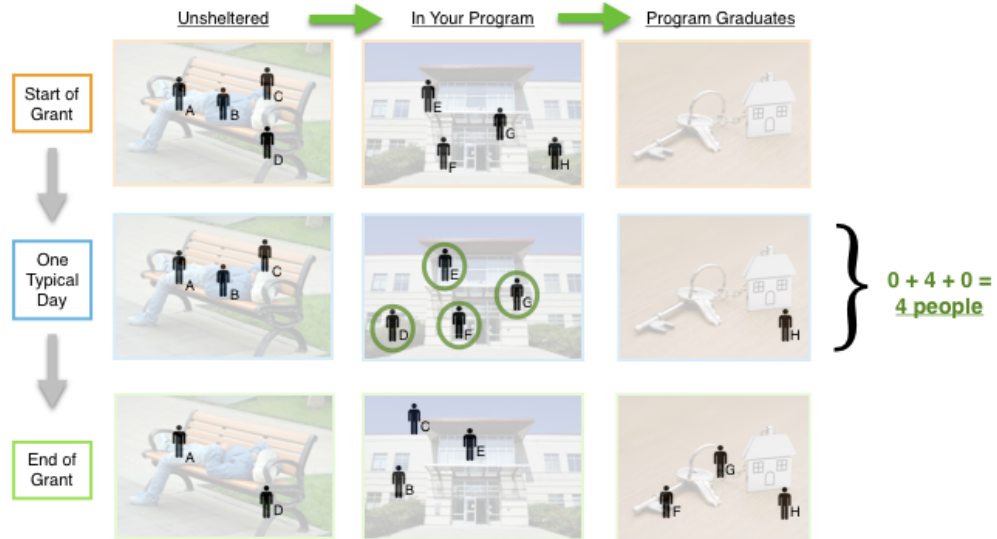 Unsheltered
In Your Program
Program Graduates
Start of
Grant
A
B
C
D
E
F
G
H
One
Typical
Day
A
B
C
E
G
D
F
H
0 + 4 + 0 =
4 people
End of
Grant
A
D
C
E
B
G
F
H